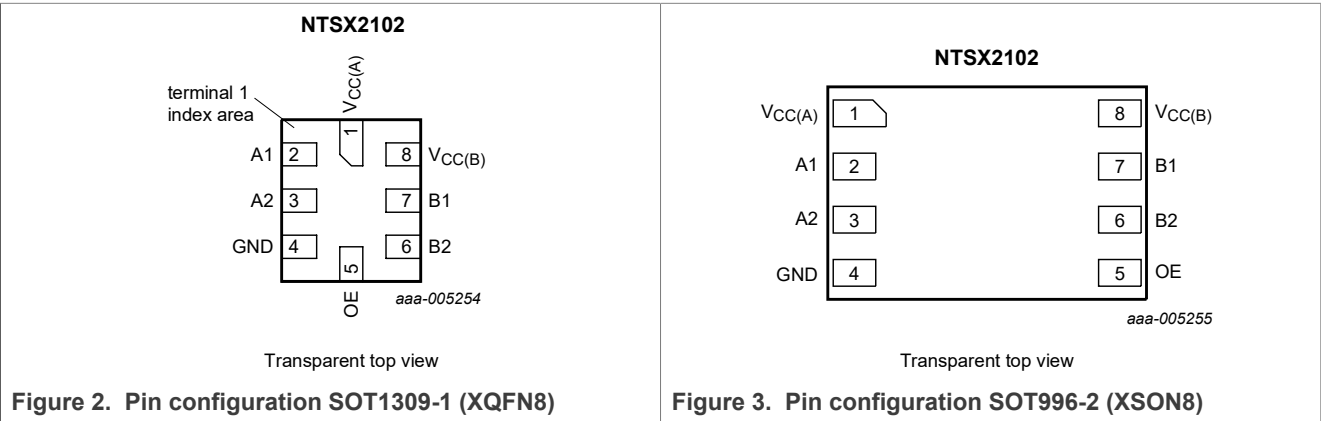 NTSX2102
terminal 1
index area
VCC(A)
1
A1 2
8 VCC(B)
A2 3
7 B1
GND 4
6 B2
5
OE
aaa-005254
Transparent top view
Figure 2. Pin configuration SOT1309-1 (XQFN8)
NTSX2102
VCC(A) 1
8 VCC(B)
A1 2
7 B1
A2 3
6 B2
GND 4
5 OE
aaa-005255
Transparent top view
Figure 3. Pin configuration SOT996-2 (XSON8)